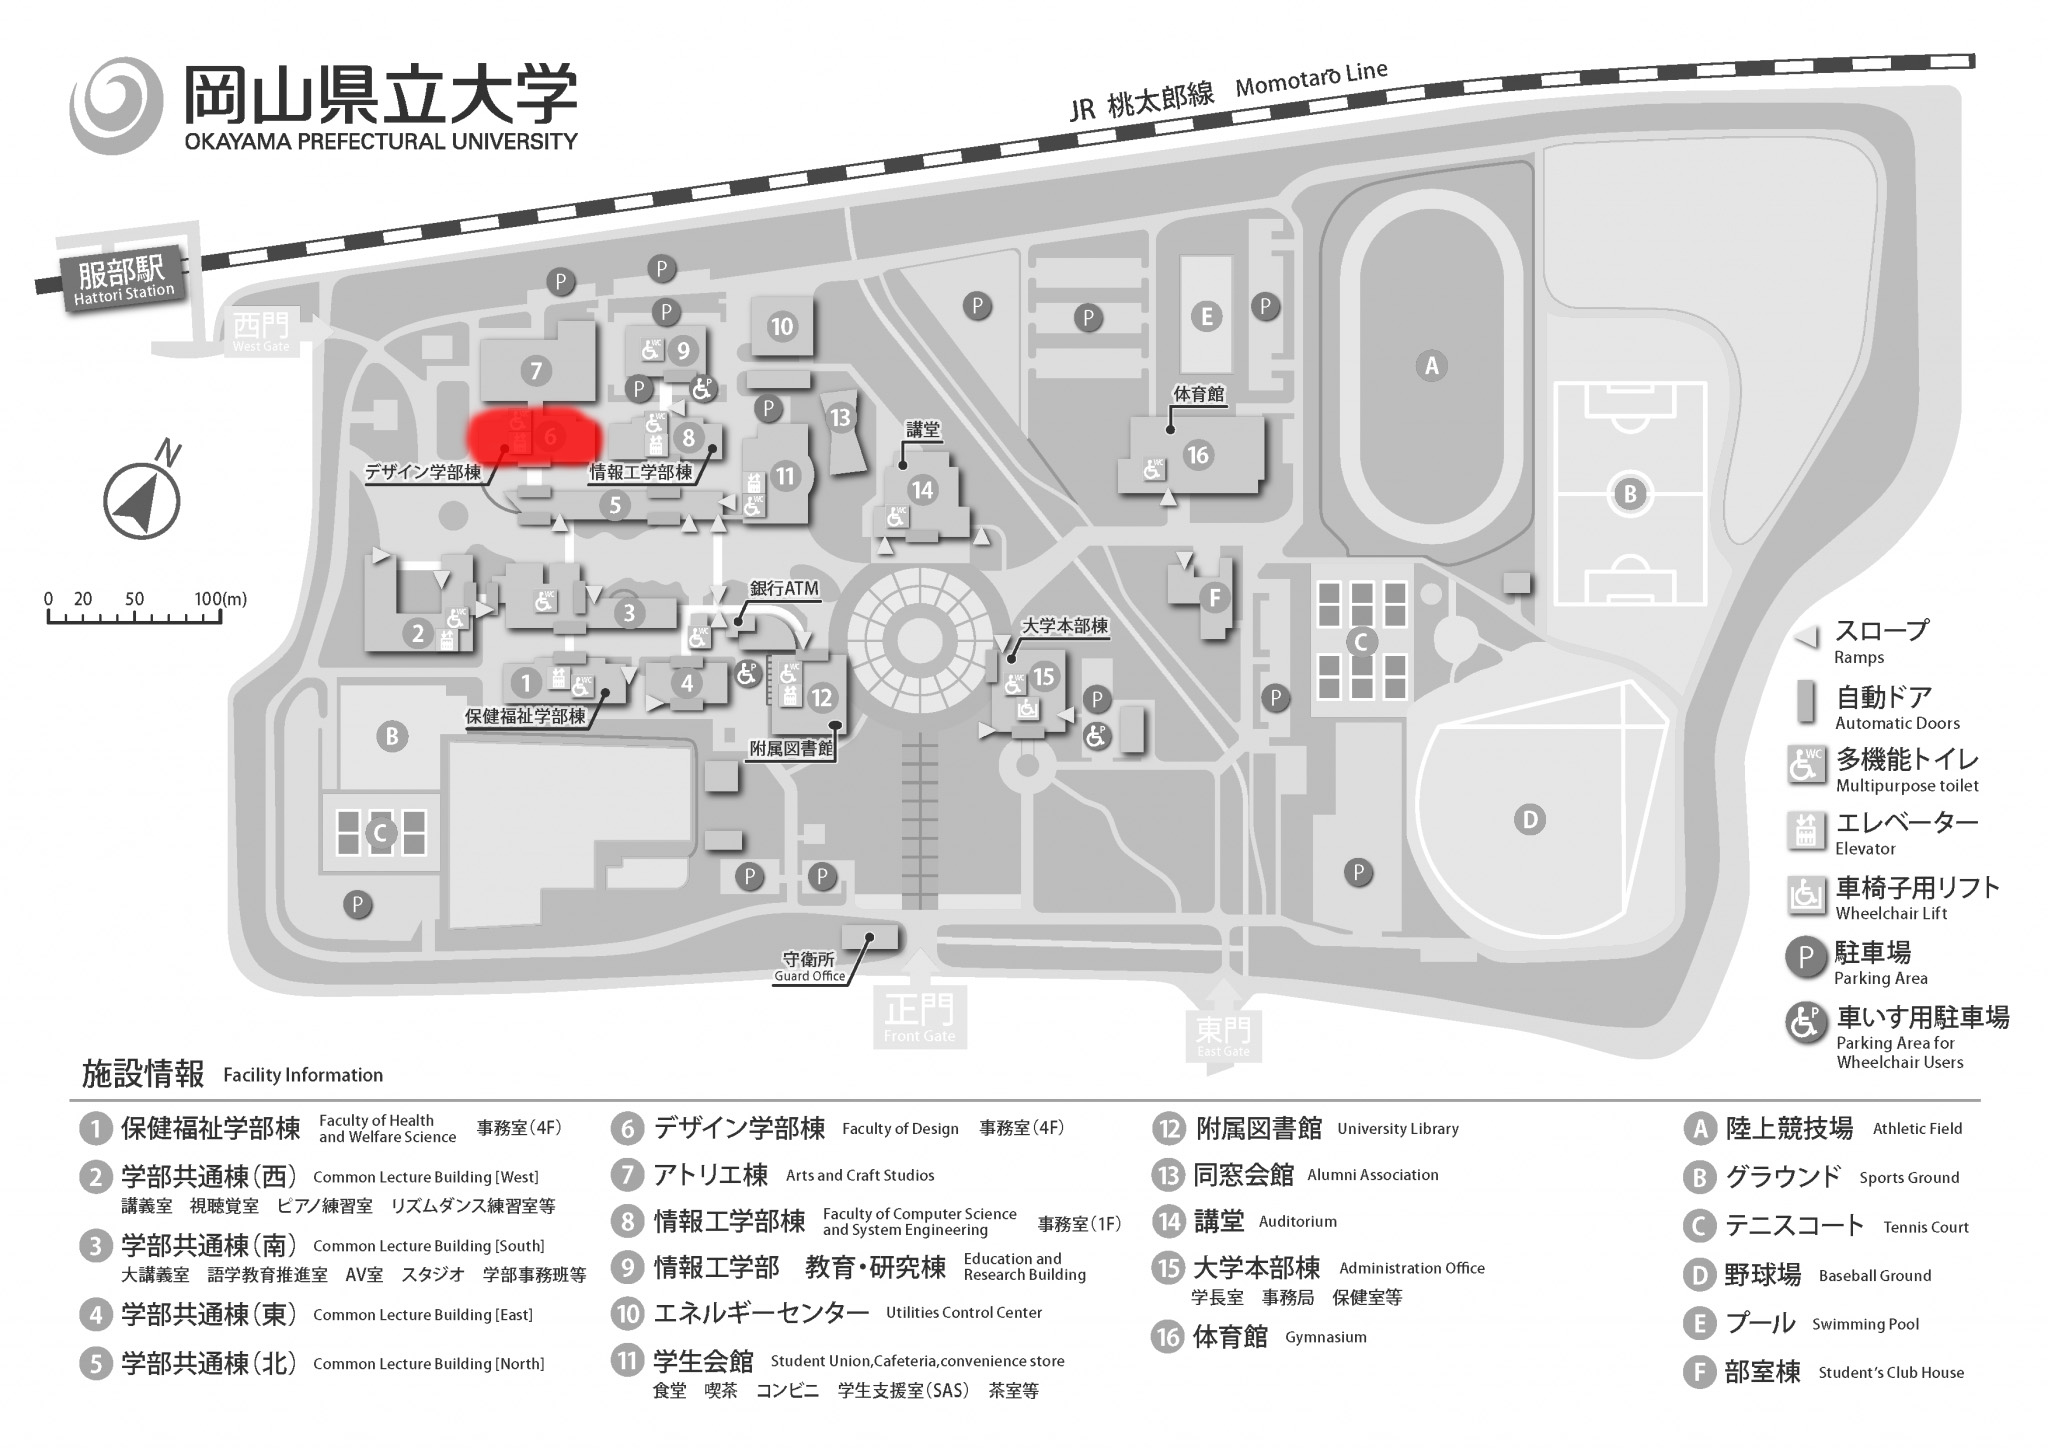 岡山県立大学
OKAYAMA PREFECTURAL UNIVERSITY
JR 桃太郎線 Momotaro Line
服部駅
Hattori Station
西門
West Gate
N
0 20 50 100(m)
P
P
P
P
P
P
P
P
P
10
E
A
7
WC 9
P
P
13
体育館
講堂
6
WC 8
デザイン学部棟
情報工学部棟
11
WC
16
WC
14
WC
5
B
銀行ATM
2
WC
WC
3
WC
F
C
大学本部棟
1
WC
4
P
WC
12
15
WC
P
P
P
保健福祉学部棟
附属図書館
B
C
D
P
P
P
P
守衛所
Guard Office
正門
Front Gate
東門
East Gate
スロープ
Ramps
自動ドア
Automatic Doors
WC
多機能トイレ
Multipurpose toilet
エレベーター
Elevator
車椅子用リフト
Wheelchair Lift
P 駐車場
Parking Area
P 車いす用駐車場
Parking Area for
Wheelchair Users
施設情報 Facility Information
1 保健福祉学部棟 Faculty of Health and Welfare Science 事務室(4F)
2 学部共通棟(西) Common Lecture Building [West]
講義室 視聴覚室 ピアノ練習室 リズムダンス練習室等
3 学部共通棟(南) Common Lecture Building [South]
大講義室 語学教育推進室 AV室 スタジオ 学部事務班等
4 学部共通棟(東) Common Lecture Building [East]
5 学部共通棟(北) Common Lecture Building [North]
6 デザイン学部棟 Faculty of Design 事務室(4F)
7 アトリエ棟 Arts and Craft Studios
8 情報工学部棟 Faculty of Computer Science and System Engineering 事務室(1F)
9 情報工学部 教育・研究棟 Education and Research Building
10 エネルギーセンター Utilities Control Center
11 学生会館 Student Union,Cafeteria,convenience store
食堂 喫茶 コンビニ 学生支援室(SAS) 茶室等
12 附属図書館 University Library
13 同窓会館 Alumni Association
14 講堂 Auditorium
15 大学本部棟 Administration Office
学長室 事務局 保健室等
16 体育館 Gymnasium
A 陸上競技場 Athletic Field
B グラウンド Sports Ground
C テニスコート Tennis Court
D 野球場 Baseball Ground
E プール Swimming Pool
F 部室棟 Student's Club House